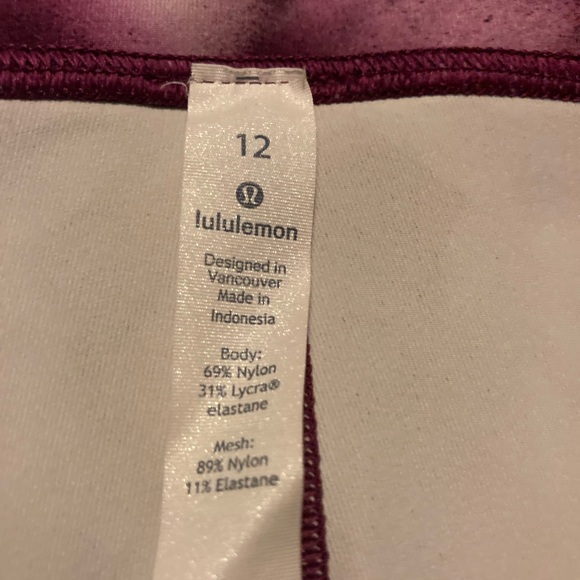 12
lululemon
Designed in
Vancouver
Made in
Indonesia
Body:
69% Nylon
31% Lycra®
elastane
Mesh:
89% Nylon
11% Elastane